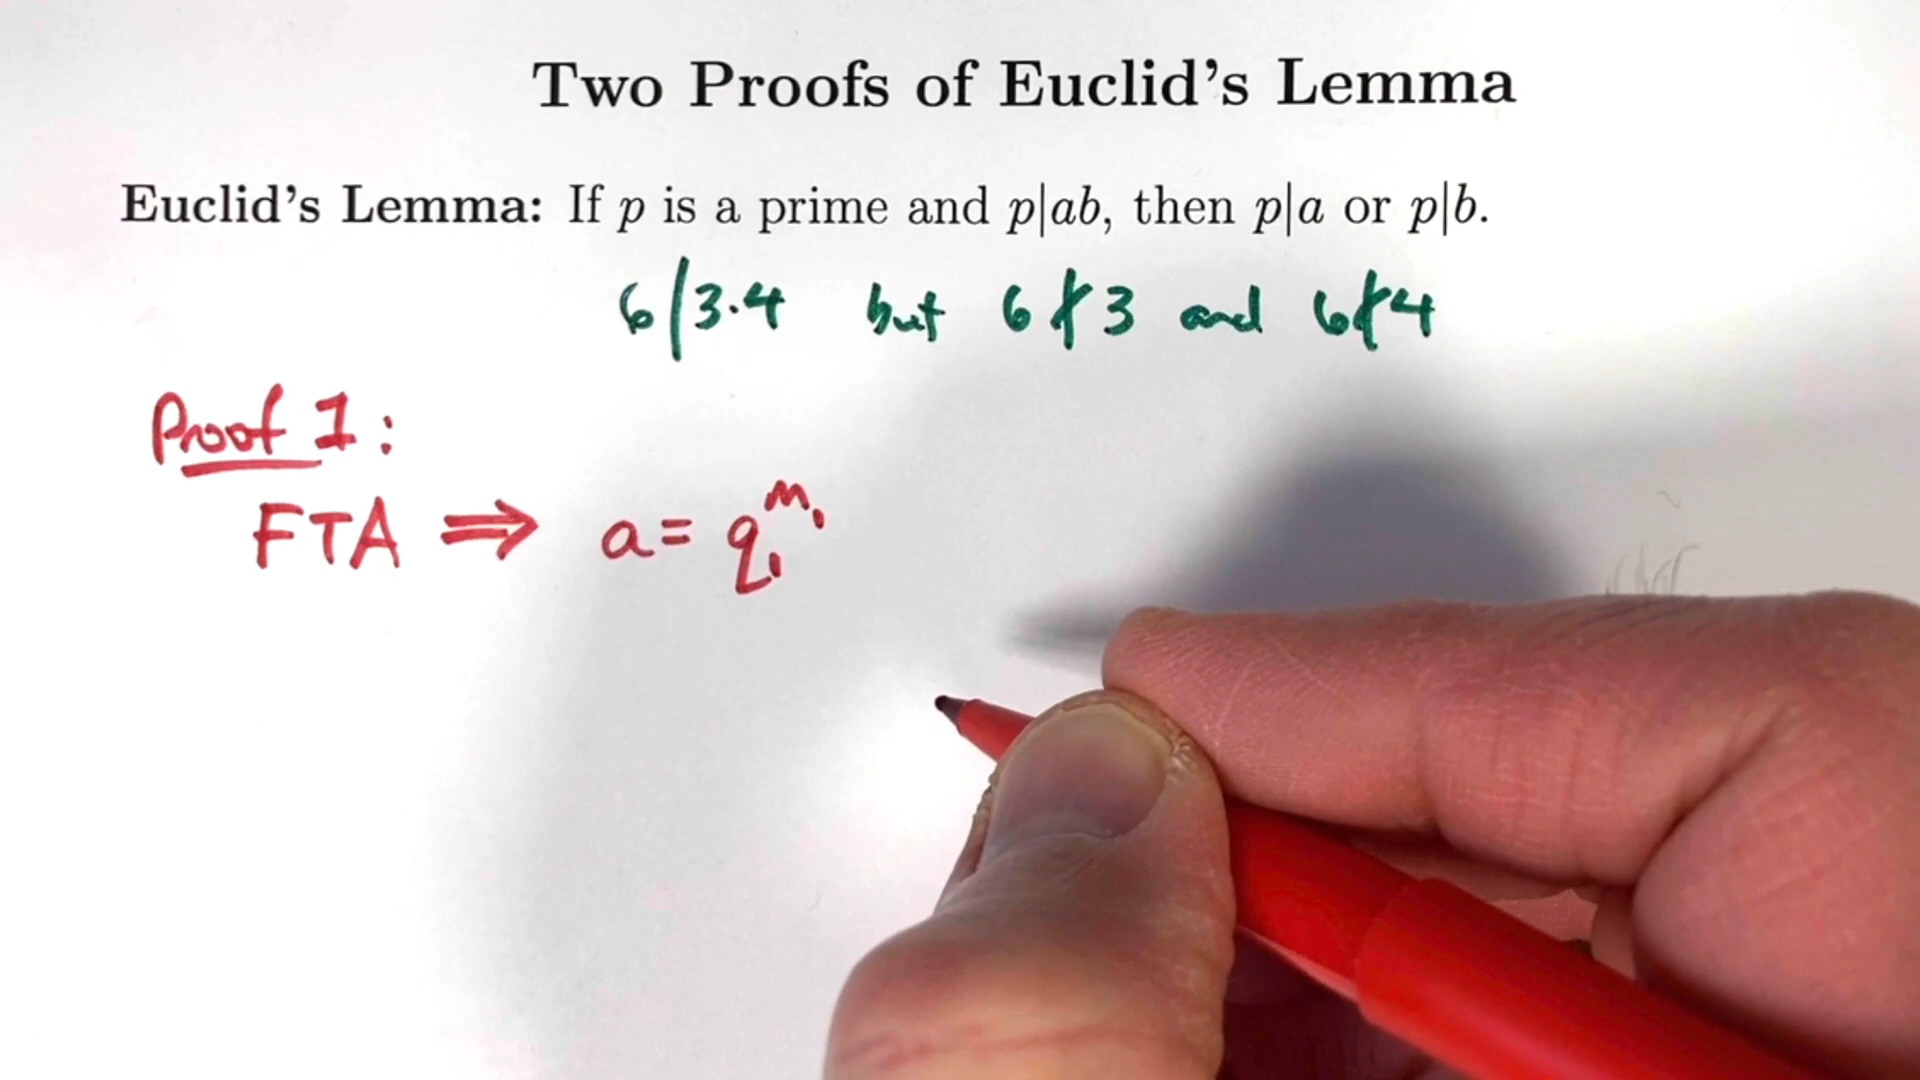 Two Proofs of Euclid's Lemma
Euclid's Lemma: If p is a prime and p|ab, then p|a or p|b.
6|3·4 but 6∤3 and 6∤4
Proof 1:
FTA ⇒ a = q₁^m₁